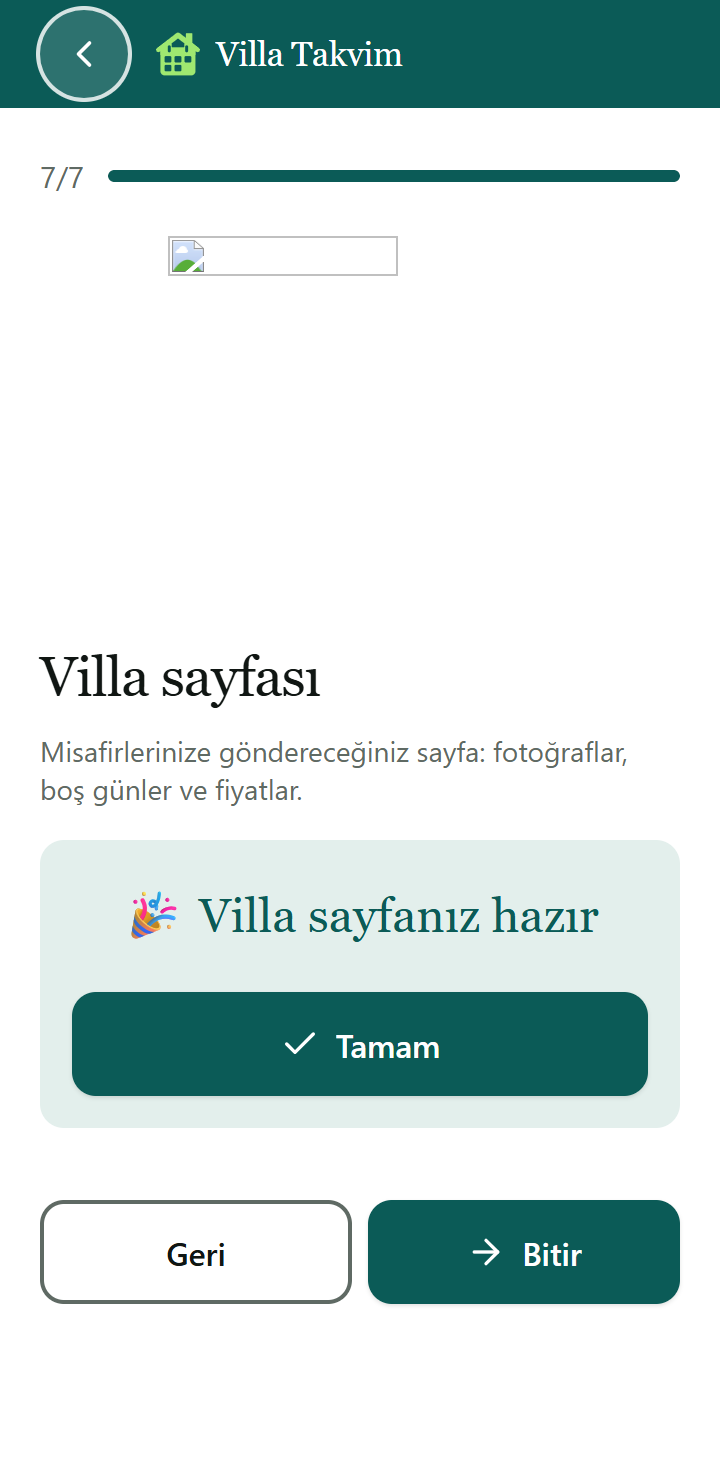 Villa Takvim
7/7
Villa sayfası
Misafirlerinize göndereceğiniz sayfa: fotoğraflar,
boş günler ve fiyatlar.
🎉 Villa sayfanız hazır
Tamam
Geri
Bitir